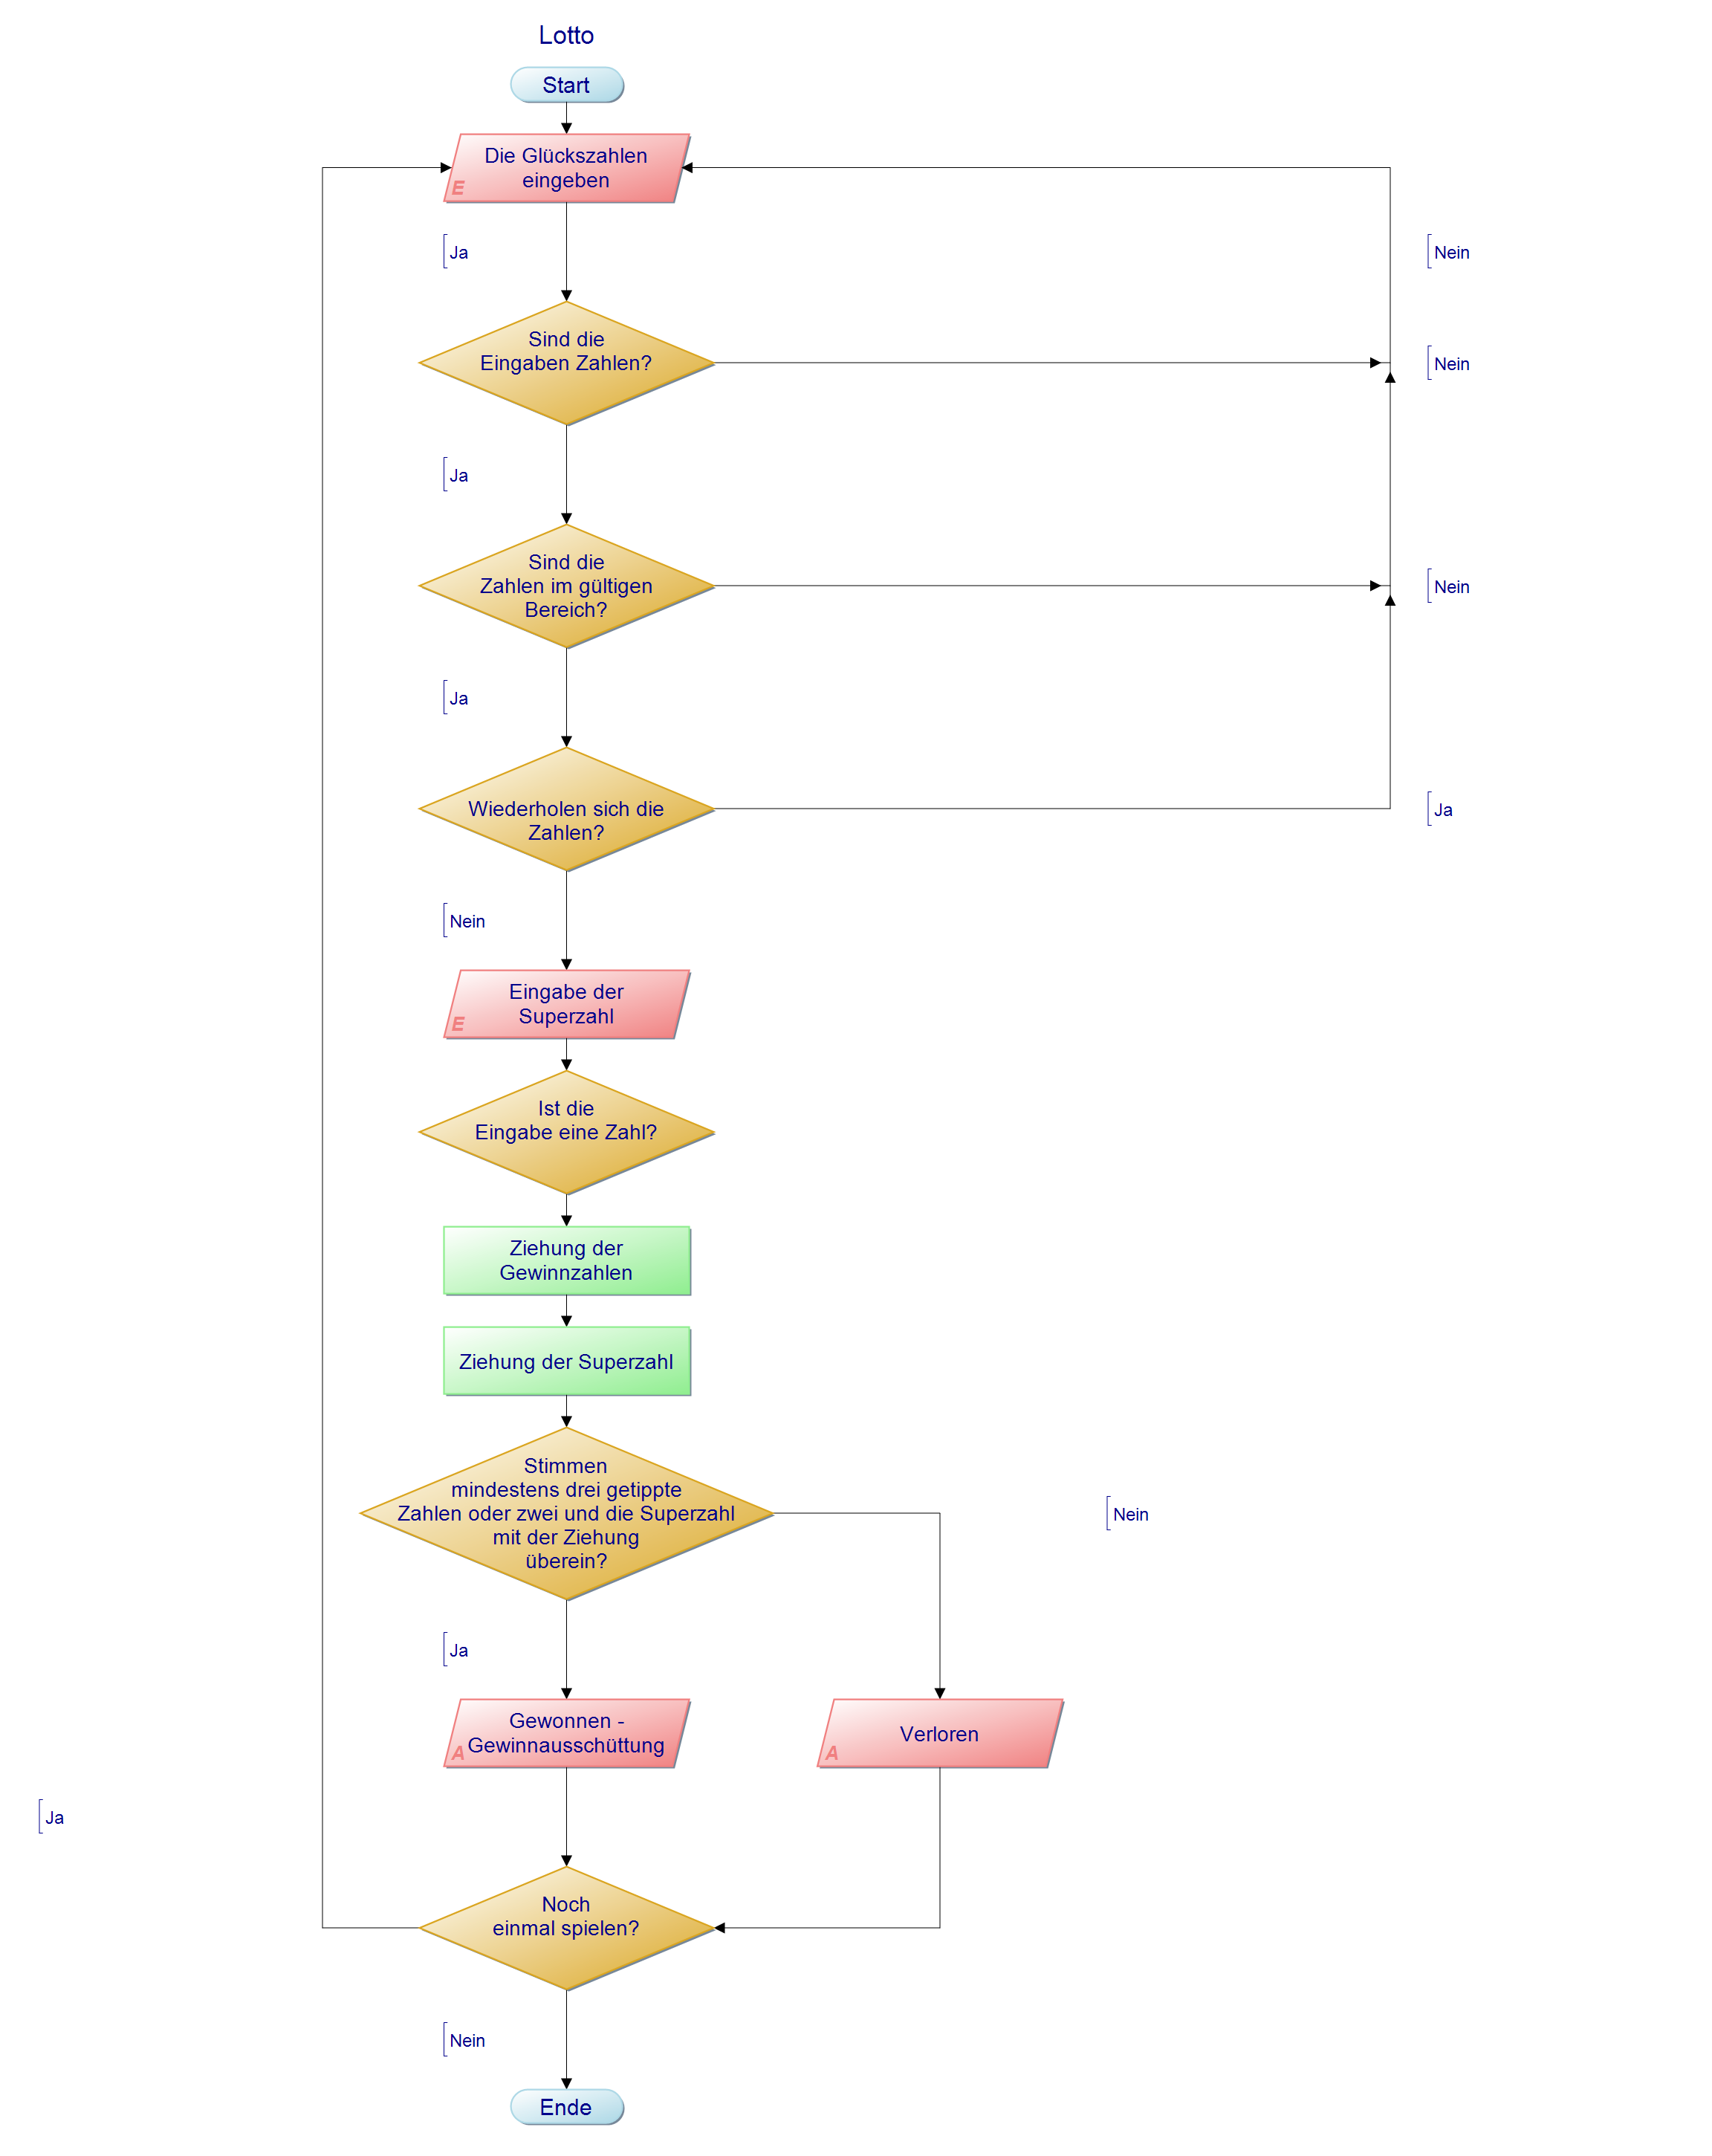 Lotto
Start
Die Glückszahlen
eingeben
E
Ja
Nein
Sind die
Eingaben Zahlen?
Nein
Ja
Sind die
Zahlen im gültigen
Bereich?
Nein
Ja
Wiederholen sich die
Zahlen?
Ja
Nein
Eingabe der
Superzahl
E
Ist die
Eingabe eine Zahl?
Ziehung der
Gewinnzahlen
Ziehung der Superzahl
Stimmen
mindestens drei getippte
Zahlen oder zwei und die Superzahl
mit der Ziehung
überein?
Nein
Ja
Gewonnen -
Gewinnausschüttung
A
Verloren
A
Ja
Noch
einmal spielen?
Nein
Ende